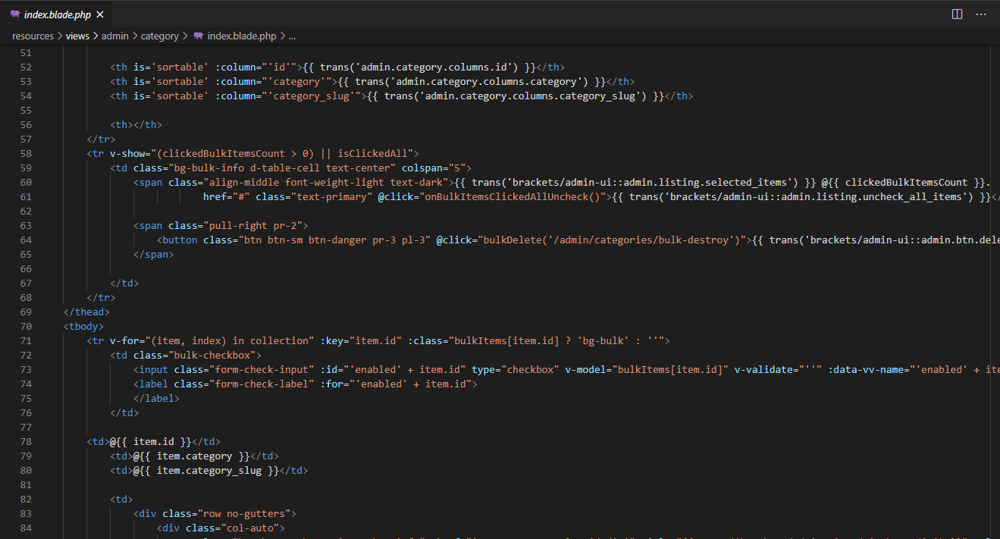 index.blade.php
resources > views > admin > category > index.blade.php > ...
51
52 <th is='sortable' :column="'id'">{{ trans('admin.category.columns.id') }}</th>
53 <th is='sortable' :column="'category'">{{ trans('admin.category.columns.category') }}</th>
54 <th is='sortable' :column="'category_slug'">{{ trans('admin.category.columns.category_slug') }}</th>
55
56 <th></th>
57 </tr>
58 <tr v-show="(clickedBulkItemsCount > 0) || isClickedAll">
59 <td class="bg-bulk-info d-table-cell text-center" colspan="5">
60 <span class="align-middle font-weight-light text-dark">{{ trans('brackets/admin-ui::admin.listing.selected_items') }} @{{ clickedBulkItemsCount }}.
61 href="#" class="text-primary" @click="onBulkItemsClickedAllUncheck()">{{ trans('brackets/admin-ui::admin.listing.uncheck_all_items') }}</
62
63 <span class="pull-right pr-2">
64 <button class="btn btn-sm btn-danger pr-3 pl-3" @click="bulkDelete('/admin/categories/bulk-destroy')">{{ trans('brackets/admin-ui::admin.btn.dele
65 </span>
66
67 </td>
68 </tr>
69 </thead>
70 <tbody>
71 <tr v-for="(item, index) in collection" :key="item.id" :class="bulkItems[item.id] ? 'bg-bulk' : ''">
72 <td class="bulk-checkbox">
73 <input class="form-check-input" :id="'enabled' + item.id" type="checkbox" v-model="bulkItems[item.id]" v-validate="''" :data-vv-name="'enabled' + ite
74 <label class="form-check-label" :for="'enabled' + item.id">
75 </label>
76 </td>
77
78 <td>@{{ item.id }}</td>
79 <td>@{{ item.category }}</td>
80 <td>@{{ item.category_slug }}</td>
81
82 <td>
83 <div class="row no-gutters">
84 <div class="col-auto">